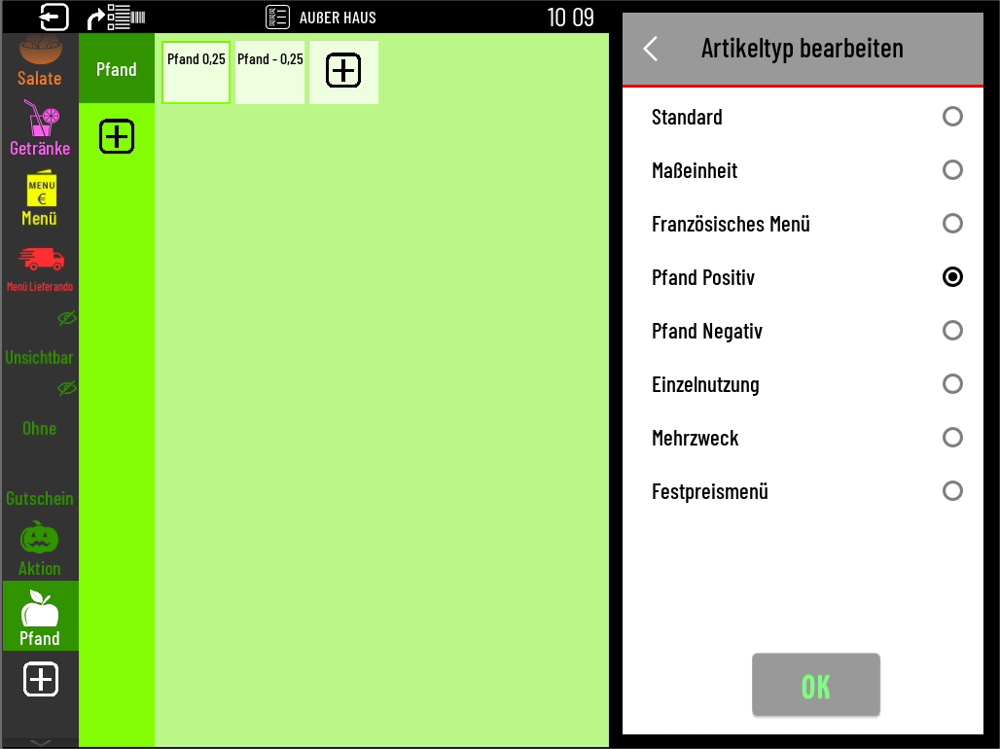 AUßER HAUS
10 09
Salate
Getränke
MENU
€
Menü
Menü Lieferando
Unsichtbar
Ohne
Gutschein
Aktion
Pfand
Pfand
Pfand 0,25
Pfand - 0,25
Artikeltyp bearbeiten
Standard
Maßeinheit
Französisches Menü
Pfand Positiv
Pfand Negativ
Einzelnutzung
Mehrzweck
Festpreismenü
OK